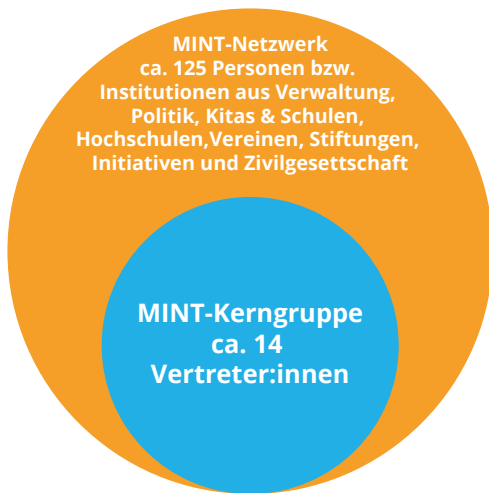 MINT-Netzwerk
ca. 125 Personen bzw.
Institutionen aus Verwaltung,
Politik, Kitas & Schulen,
Hochschulen,Vereinen, Stiftungen,
Initiativen und Zivilgesettschaft
MINT-Kerngruppe
ca. 14
Vertreter:innen